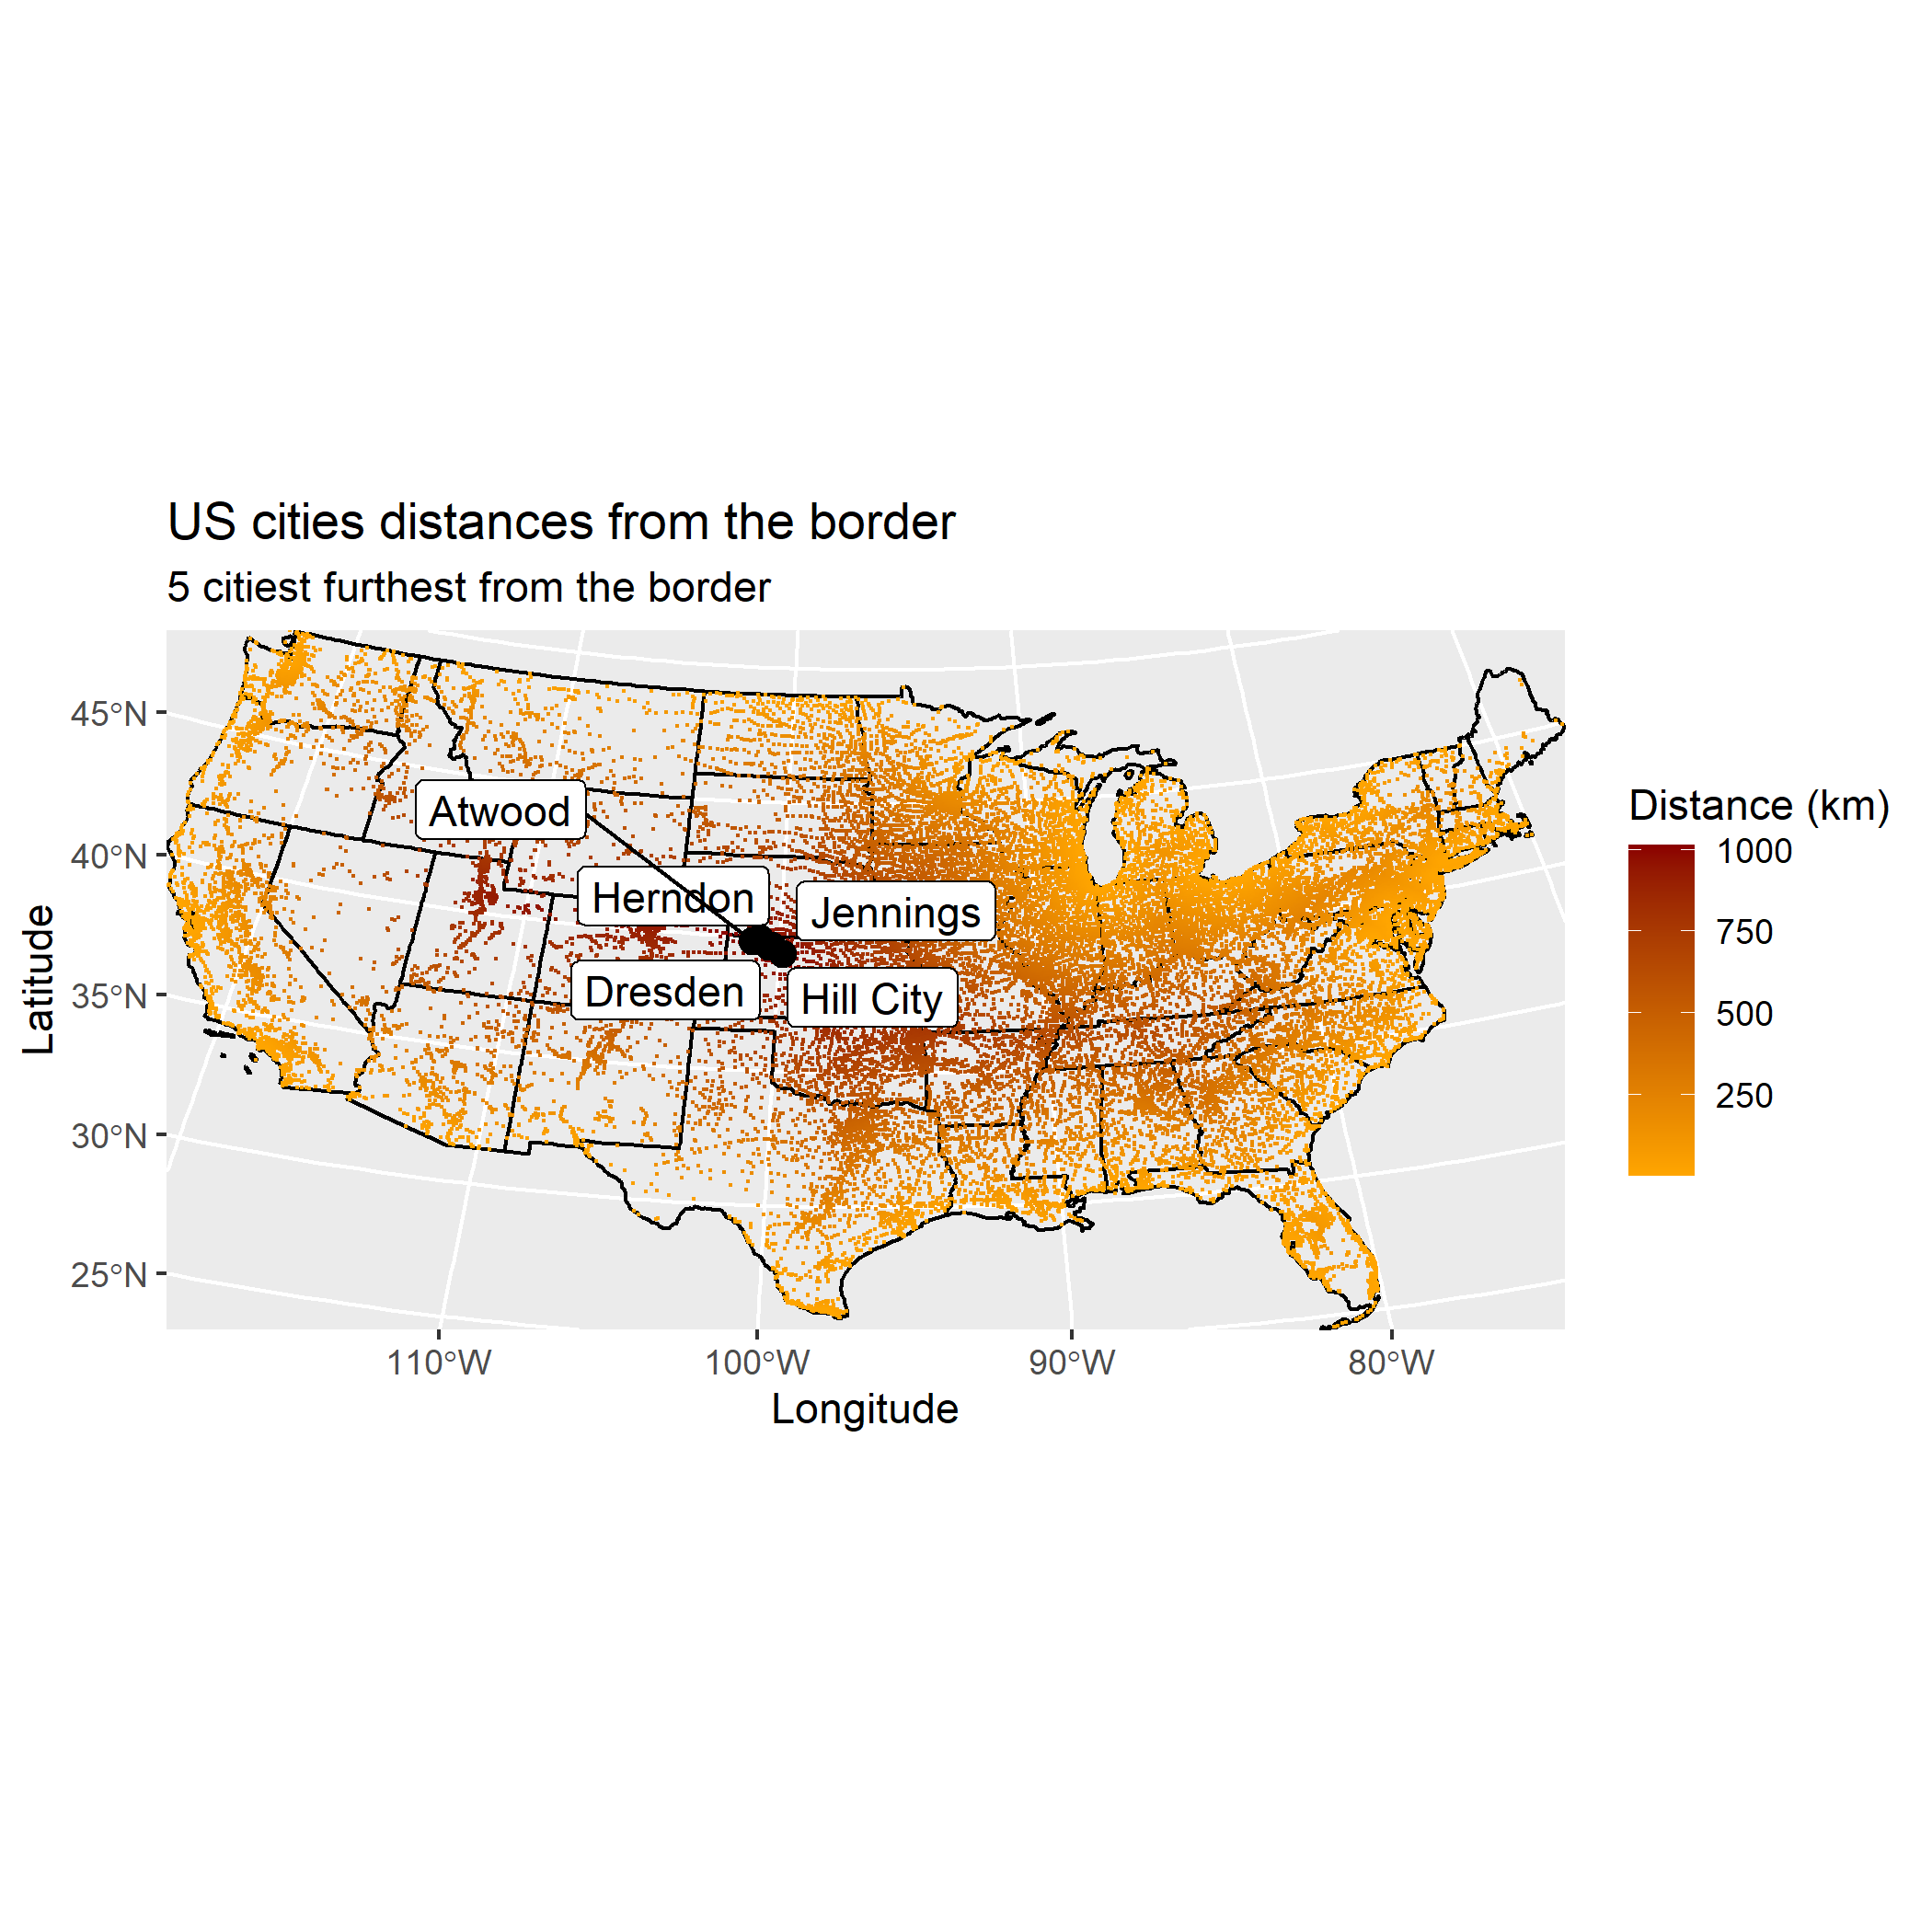 US cities distances from the border
5 citiest furthest from the border
45°N
40°N
35°N
30°N
25°N
Latitude
Atwood
Herndon
Jennings
Dresden
Hill City
110°W
100°W
90°W
80°W
Longitude
Distance (km)
1000
750
500
250